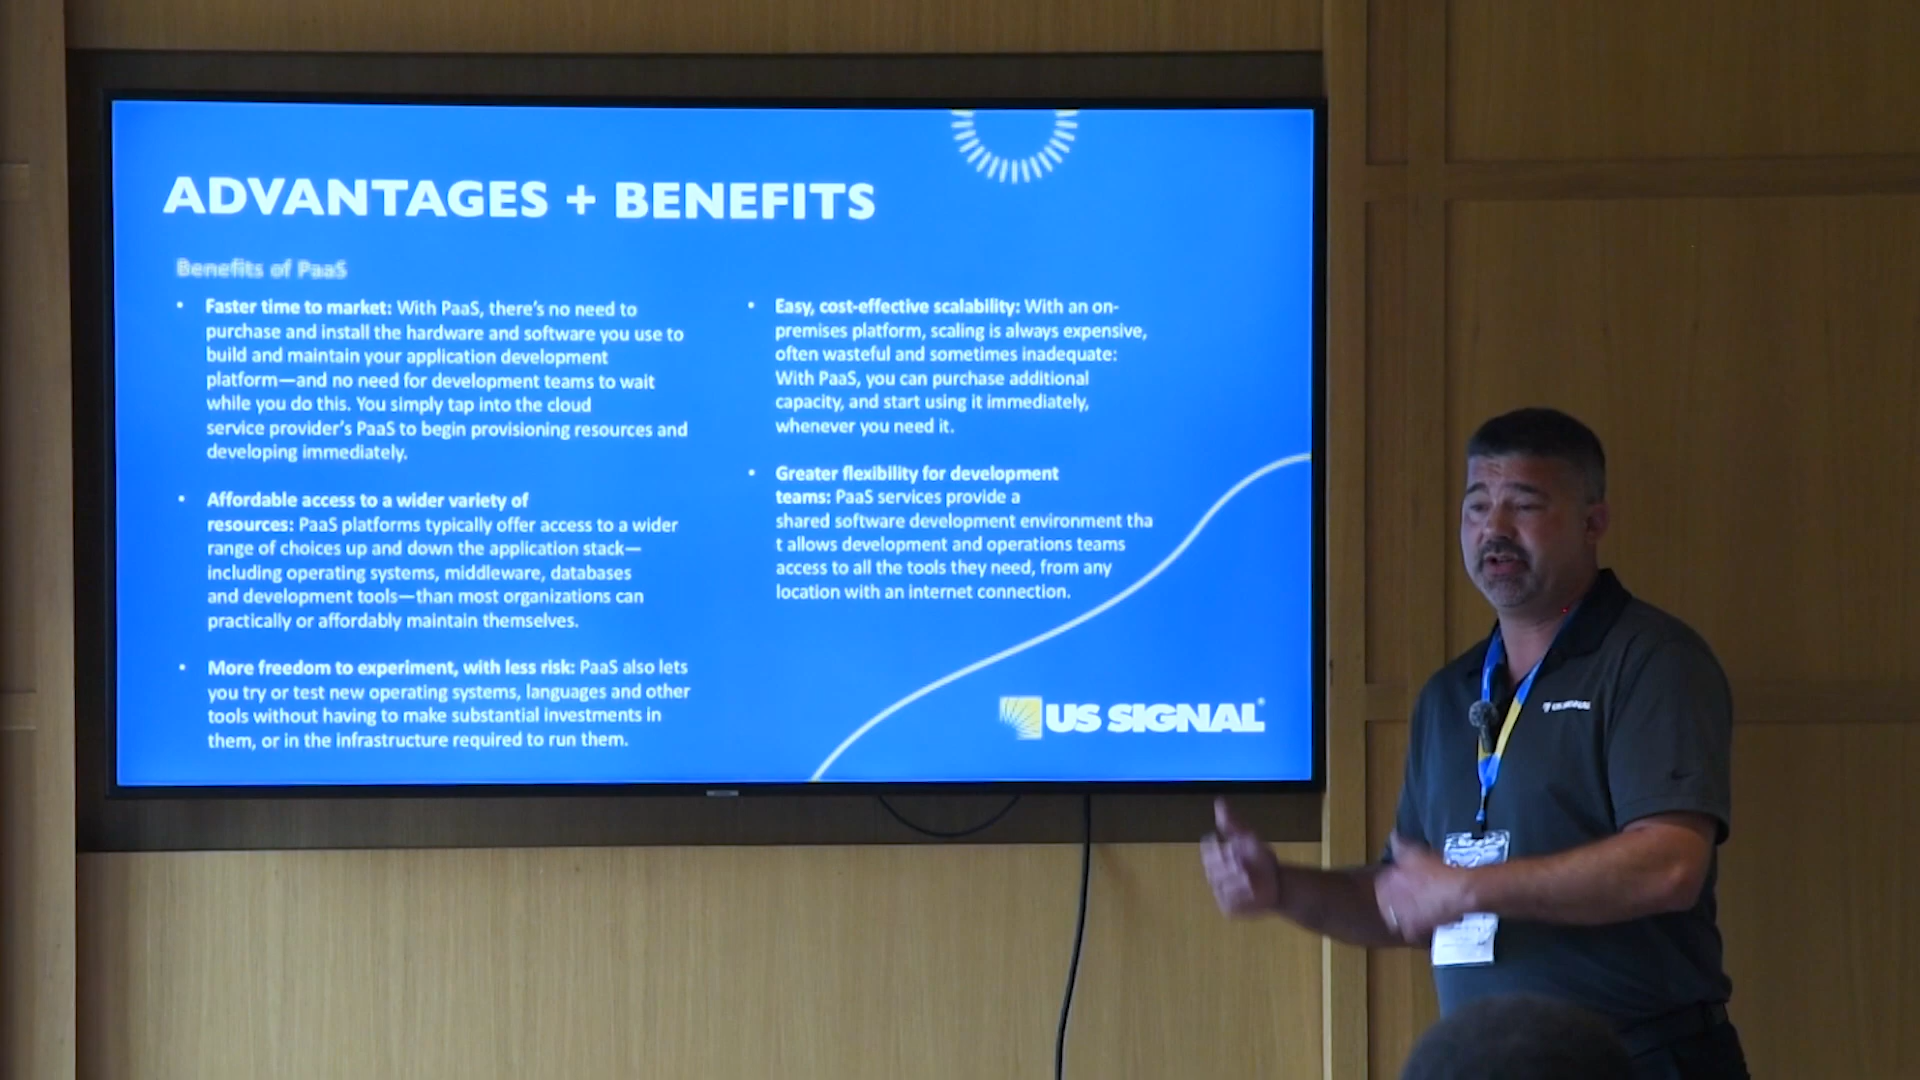 ADVANTAGES + BENEFITS
Benefits of PaaS
• Faster time to market: With PaaS, there's no need to
purchase and install the hardware and software you use to
build and maintain your application development
platform—and no need for development teams to wait
while you do this. You simply tap into the cloud
service provider's PaaS to begin provisioning resources and
developing immediately.
• Affordable access to a wider variety of
resources: PaaS platforms typically offer access to a wider
range of choices up and down the application stack—
including operating systems, middleware, databases
and development tools—than most organizations can
practically or affordably maintain themselves.
• More freedom to experiment, with less risk: PaaS also lets
you try or test new operating systems, languages and other
tools without having to make substantial investments in
them, or in the infrastructure required to run them.
• Easy, cost-effective scalability: With an on-
premises platform, scaling is always expensive,
often wasteful and sometimes inadequate:
With PaaS, you can purchase additional
capacity, and start using it immediately,
whenever you need it.
• Greater flexibility for development
teams: PaaS services provide a
shared software development environment tha
t allows development and operations teams
access to all the tools they need, from any
location with an internet connection.
US SIGNAL®
US SIGNAL